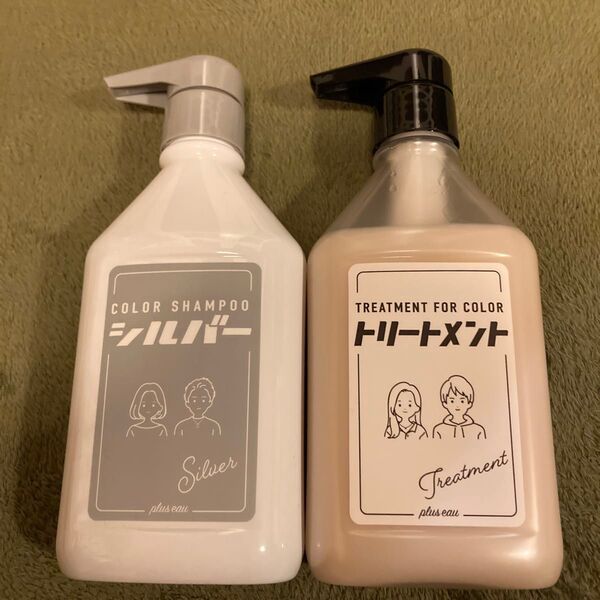 COLOR SHAMPOO
シルバー
Silver
plus eau
TREATMENT FOR COLOR
トリートメント
Treatment
plus eau